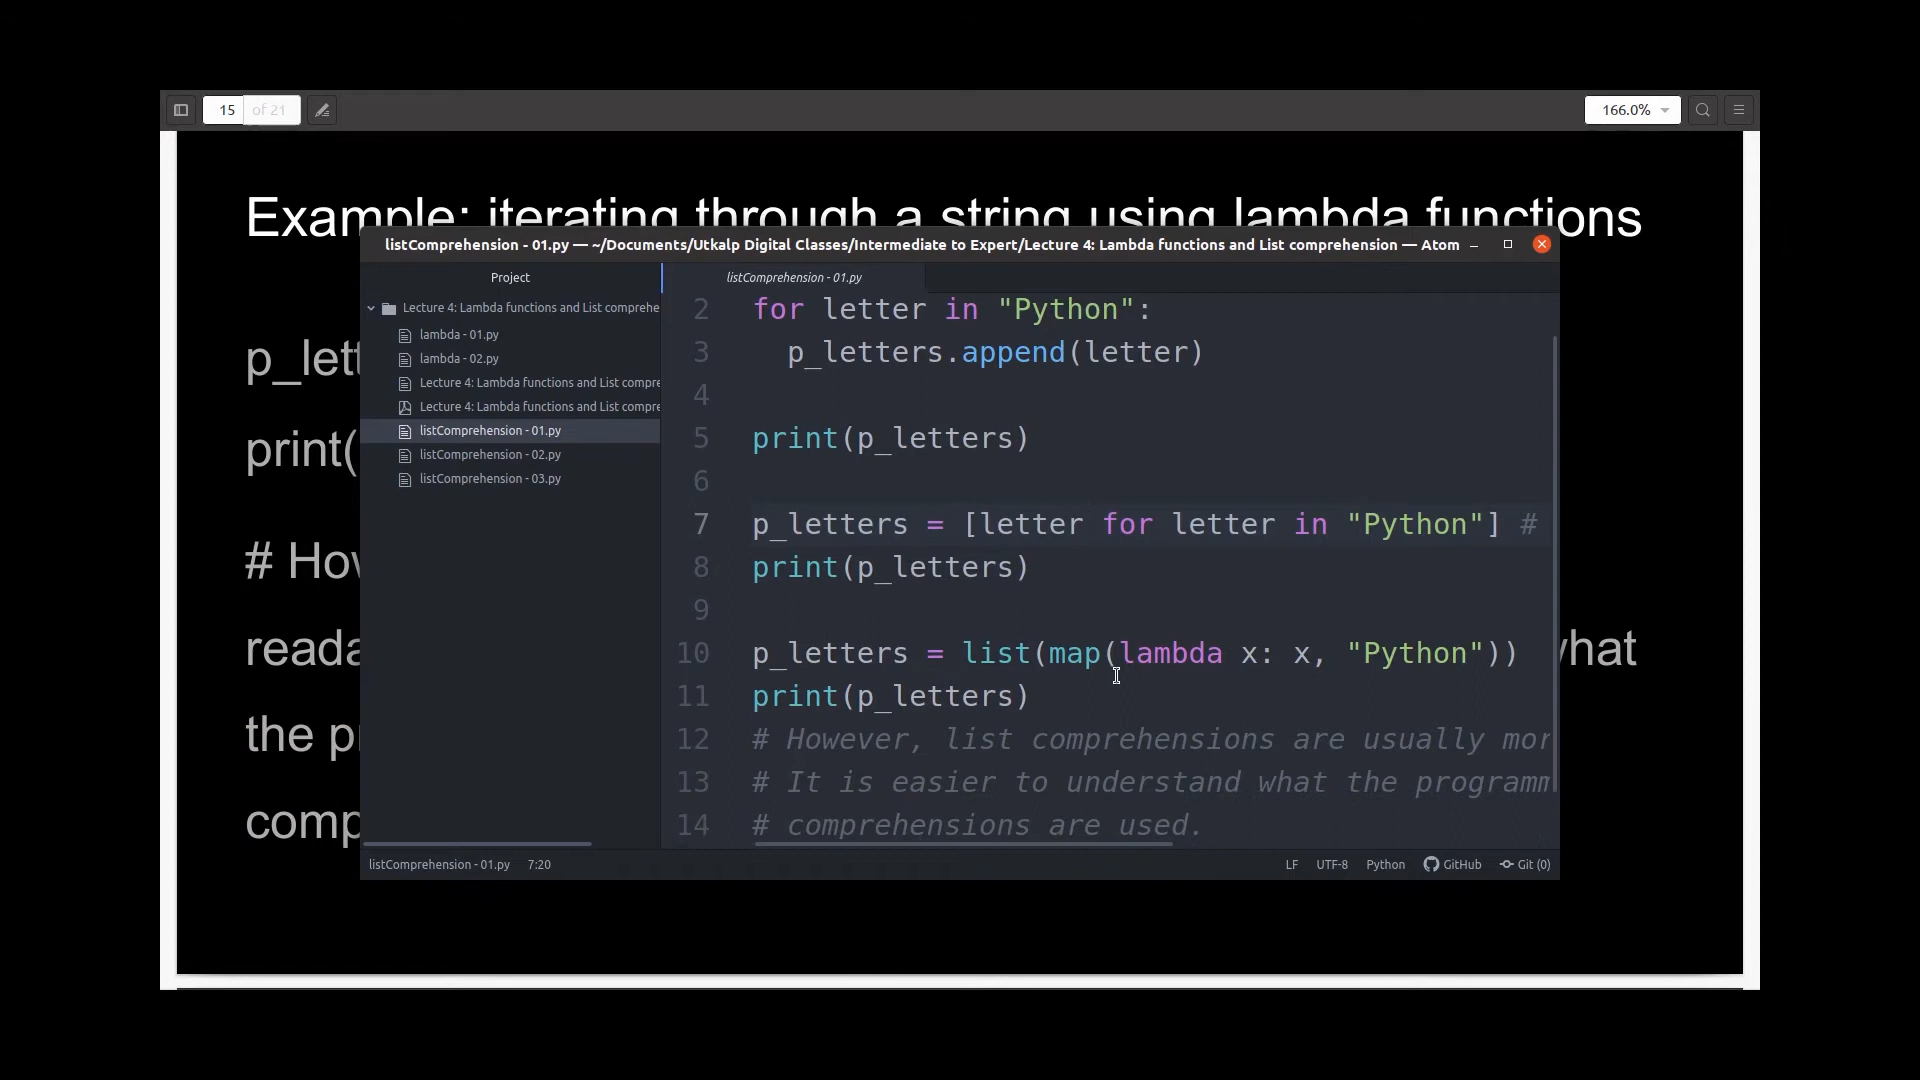 15 of 21
166.0%
Example: iterating through a string using lambda functions
listComprehension - 01.py — ~/Documents/Utkalp Digital Classes/Intermediate to Expert/Lecture 4: Lambda functions and List comprehension — Atom
Project
listComprehension - 01.py
Lecture 4: Lambda functions and List comprehe
lambda - 01.py
lambda - 02.py
Lecture 4: Lambda functions and List compre
Lecture 4: Lambda functions and List compre
listComprehension - 01.py
listComprehension - 02.py
listComprehension - 03.py
2 for letter in "Python":
3 p_letters.append(letter)
4
5 print(p_letters)
6
7 p_letters = [letter for letter in "Python"] #
8 print(p_letters)
9
10 p_letters = list(map(lambda x: x, "Python"))
11 print(p_letters)
12 # However, list comprehensions are usually mor
13 # It is easier to understand what the programm
14 # comprehensions are used.
p_lett
print(
# How
reada
hat
the pr
comp
listComprehension - 01.py 7:20
LF UTF-8 Python GitHub Git (0)